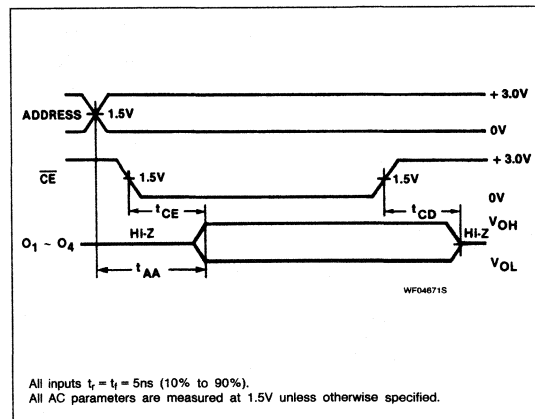 + 3.0V
ADDRESS
1.5V
0V
+ 3.0V
CE
1.5V
1.5V
0V
tCE
tCD
VOH
O1 ~ O4
HI-Z
HI-Z
tAA
VOL
WF04671S
All inputs tr = tf = 5ns (10% to 90%).
All AC parameters are measured at 1.5V unless otherwise specified.